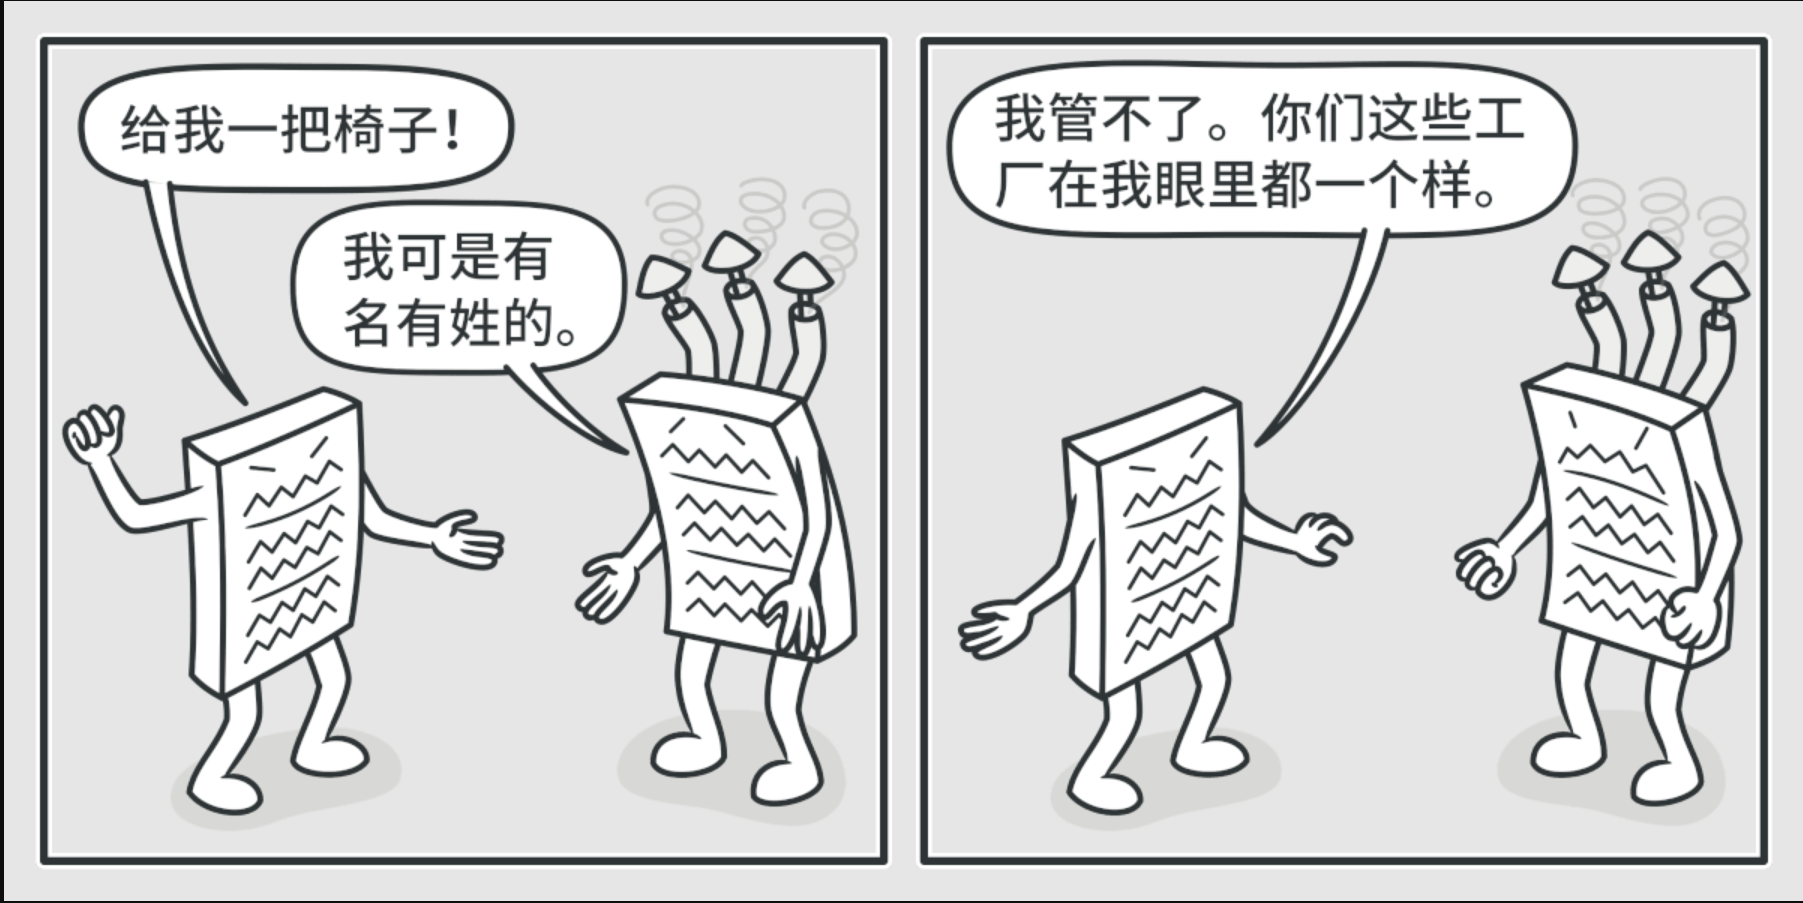 给我一把椅子！
我可是有
名有姓的。
我管不了。你们这些工
厂在我眼里都一个样。